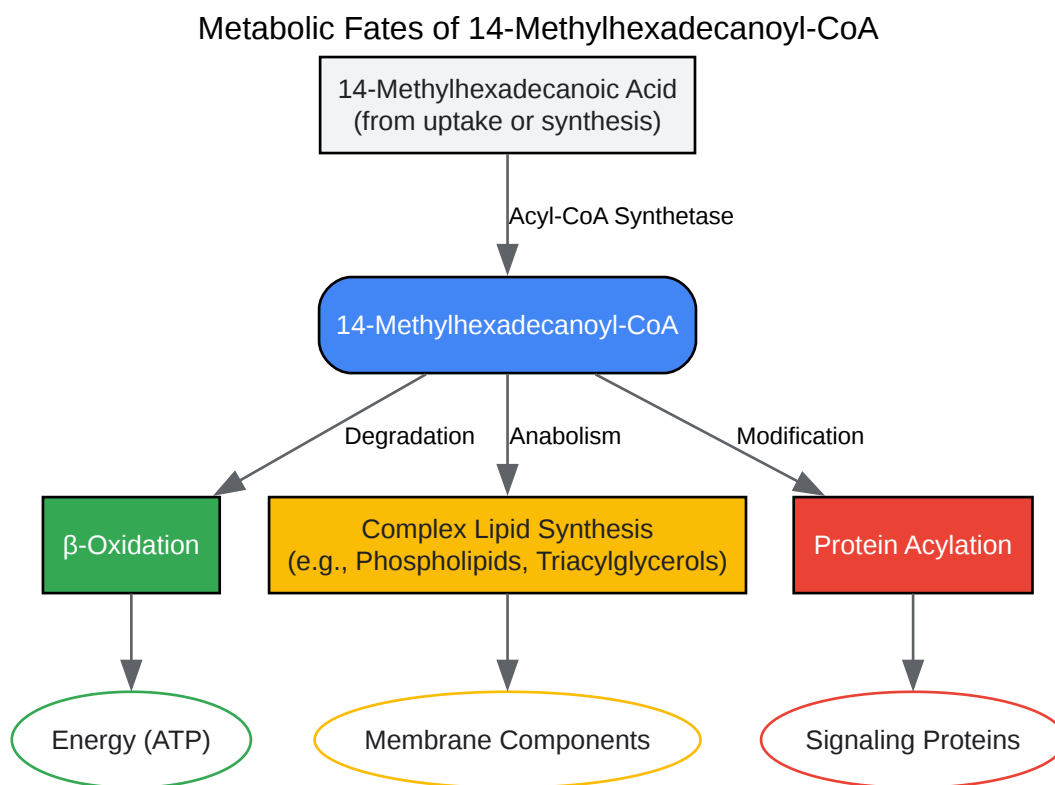 Metabolic Fates of 14-Methylhexadecanoyl-CoA
14-Methylhexadecanoic Acid
(from uptake or synthesis)
Acyl-CoA Synthetase
14-Methylhexadecanoyl-CoA
Degradation
Anabolism
Modification
β-Oxidation
Complex Lipid Synthesis
(e.g., Phospholipids, Triacylglycerols)
Protein Acylation
Energy (ATP)
Membrane Components
Signaling Proteins